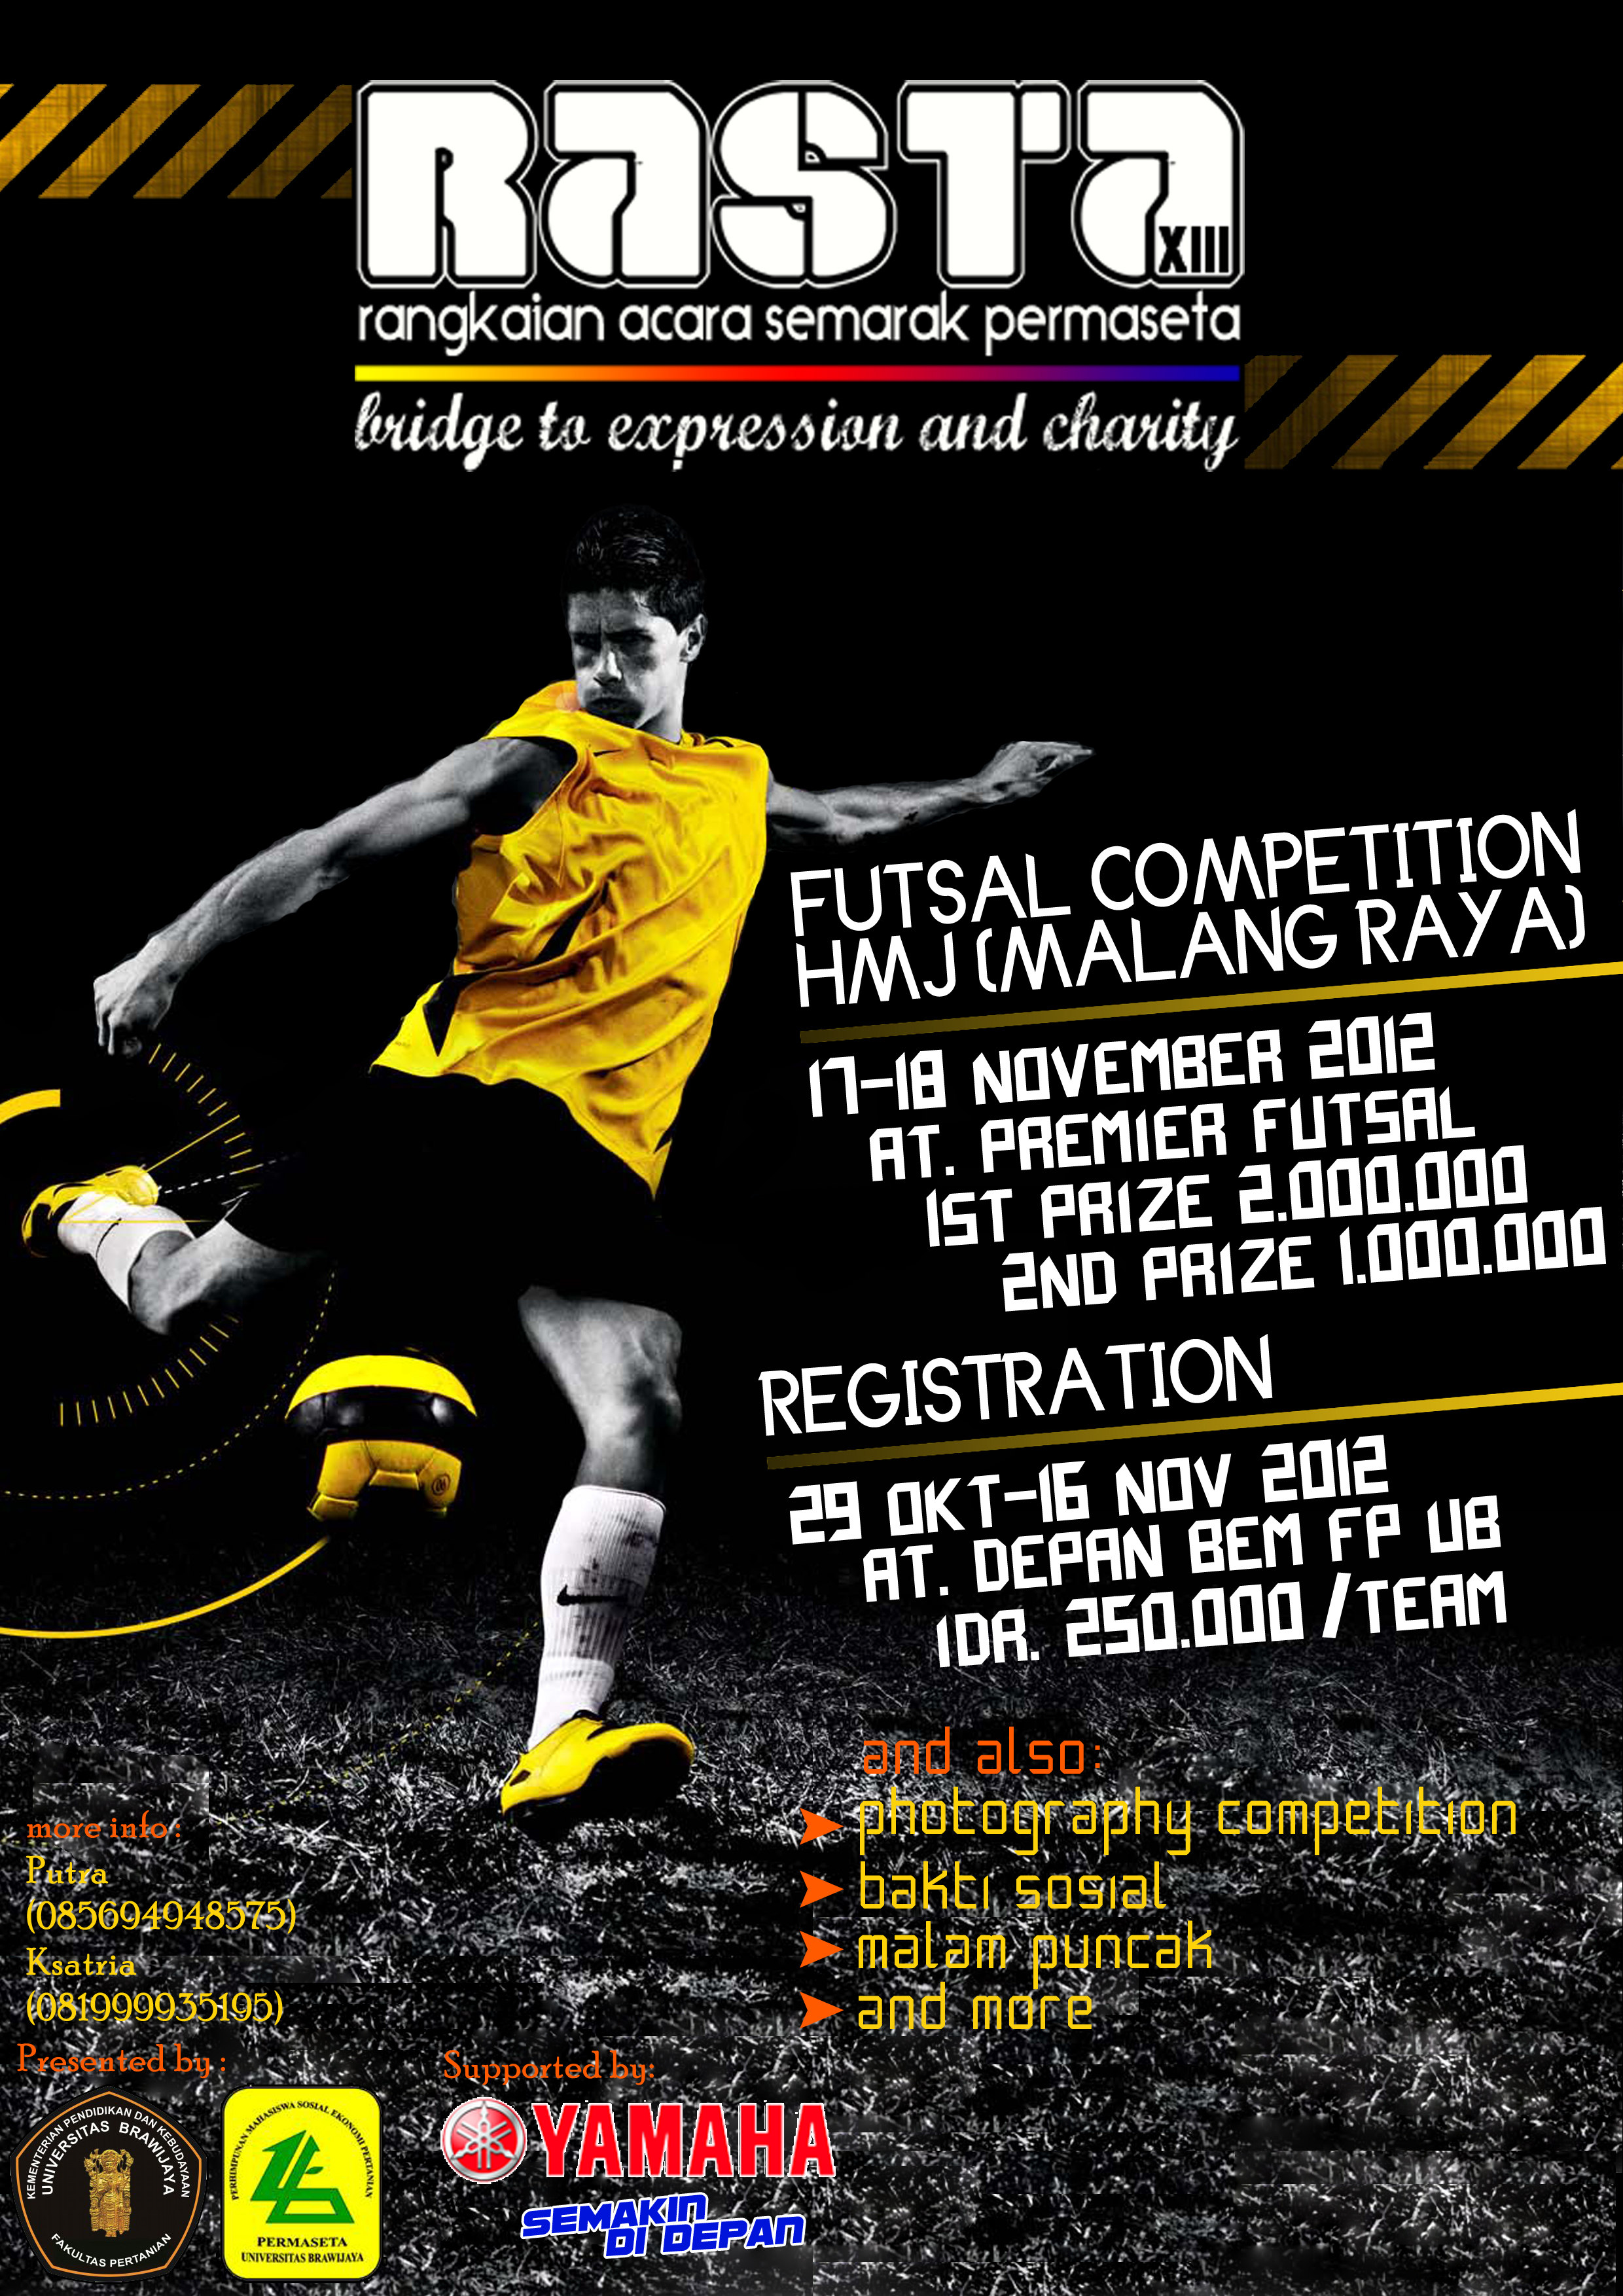 RASTA
XIII
rangkaian acara semarak permaseta
bridge to expression and charity
FUTSAL COMPETITION
HMJ (MALANG RAYA)
17-18 NOVEMBER 2012
AT. PREMIER FUTSAL
1ST PRIZE 2.000.000
2ND PRIZE 1.000.000
REGISTRATION
29 OKT-16 NOV 2012
AT. DEPAN BEM FP UB
IDR. 250.000 /TEAM
and also:
photography competition
bakti sosial
malam puncak
and more
more info :
Putra
(085694948575)
Ksatria
(081999935195)
Presented by :
KEMENTERIAN PENDIDIKAN DAN KEBUDAYAAN
UNIVERSITAS BRAWIJAYA
FAKULTAS PERTANIAN
PERHIMPUNAN MAHASISWA SOSIAL EKONOMI PERTANIAN
PERMASETA
UNIVERSITAS BRAWIJAYA
Supported by:
YAMAHA
SEMAKIN
DI DEPAN